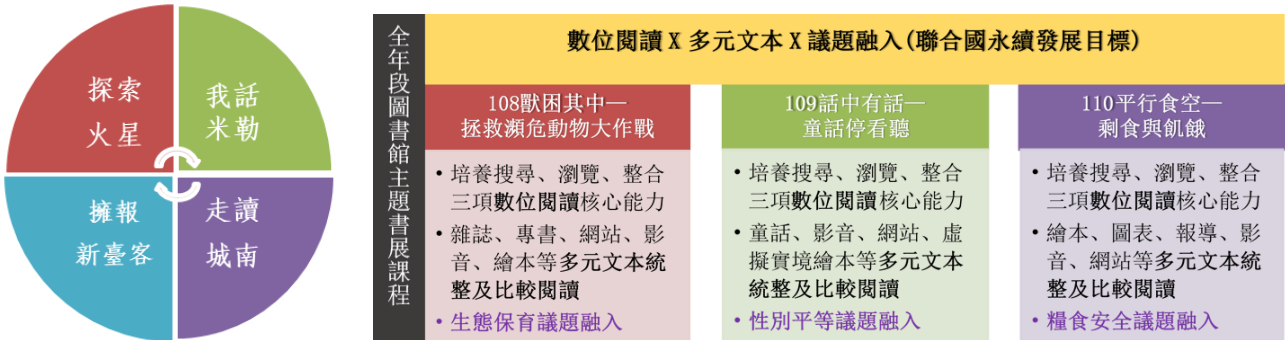 探索
火星
我話
米勒
擁報
新臺客
走讀
城南
全年段圖書館主題書展課程
數位閱讀 X 多元文本 X 議題融入(聯合國永續發展目標)
108獸困其中—
拯救瀕危動物大作戰
• 培養搜尋、瀏覽、整合
三項數位閱讀核心能力
• 雜誌、專書、網站、影
音、繪本等多元文本統
整及比較閱讀
• 生態保育議題融入
109話中有話—
童話停看聽
• 培養搜尋、瀏覽、整合
三項數位閱讀核心能力
• 童話、影音、網站、虛
擬實境繪本等多元文本
統整及比較閱讀
• 性別平等議題融入
110平行食空—
剩食與飢餓
• 培養搜尋、瀏覽、整合
三項數位閱讀核心能力
• 繪本、圖表、報導、影
音、網站等多元文本統
整及比較閱讀
• 糧食安全議題融入